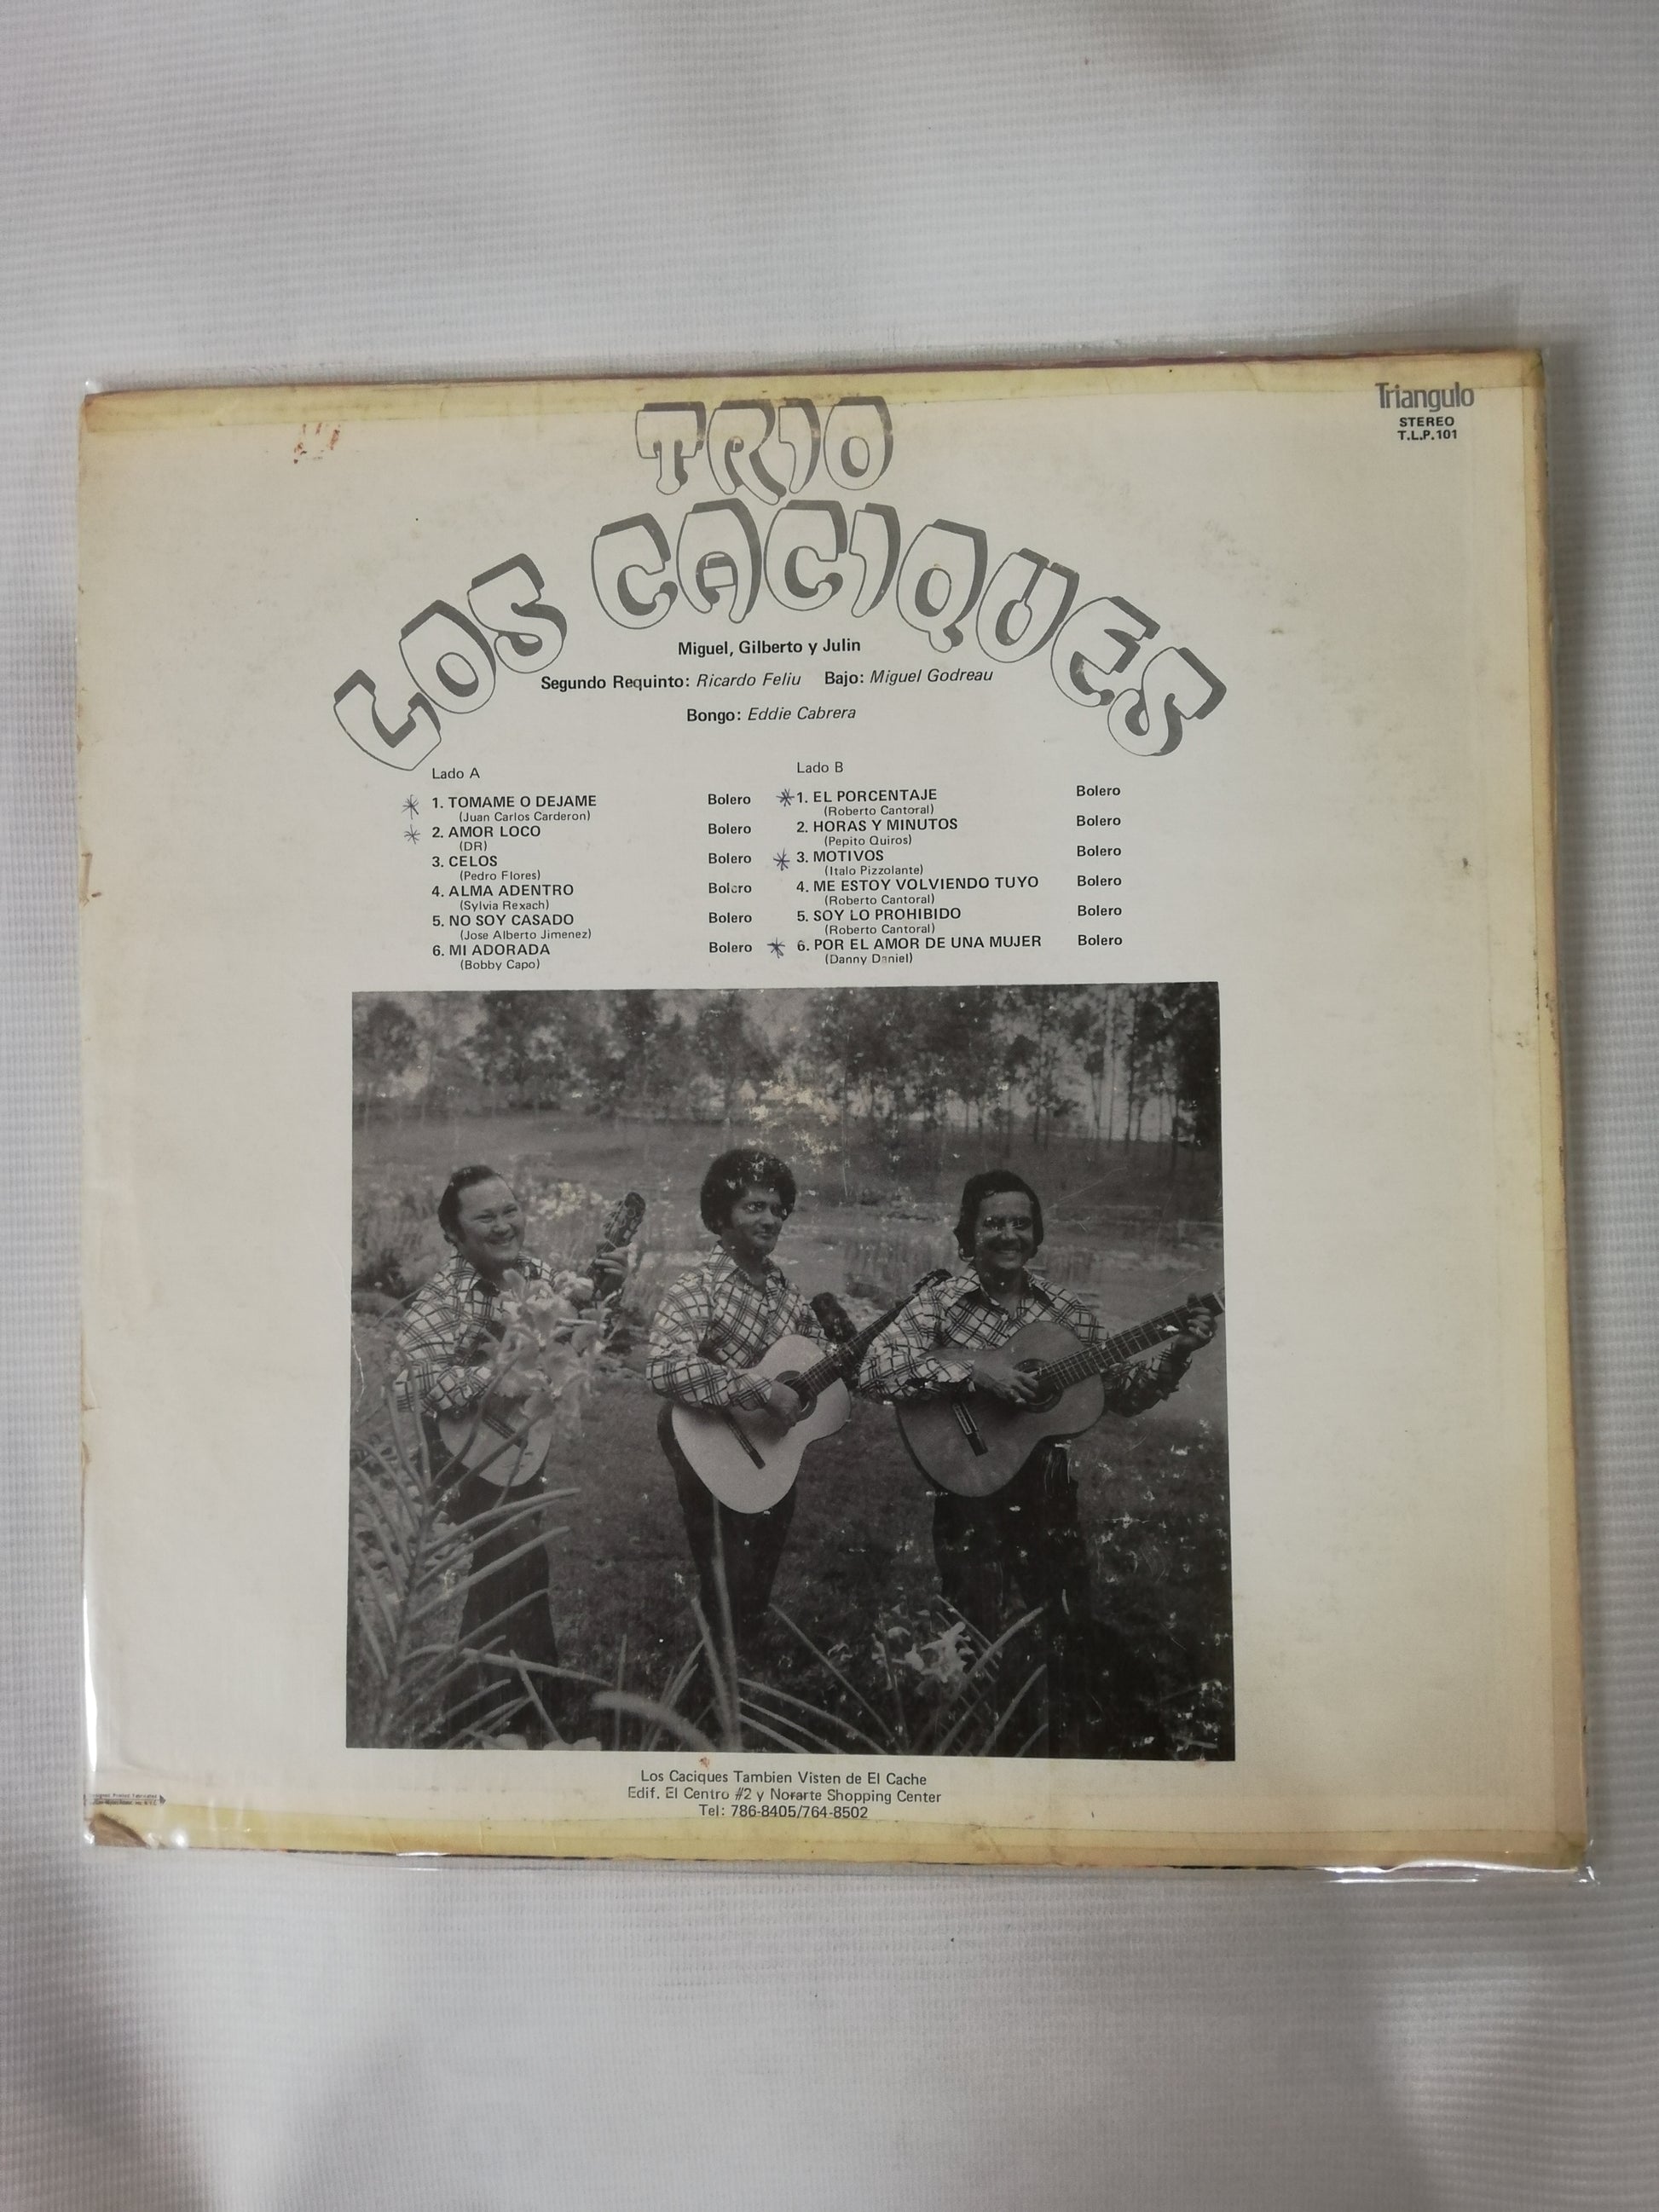 Triangulo
STEREO
T.L.P. 101
TRIO
LOS CACIQUES
Miguel, Gilberto y Julin
Segundo Requinto: Ricardo Feliu Bajo: Miguel Godreau
Bongo: Eddie Cabrera
Lado A
1. TOMAME O DEJAME Bolero
(Juan Carlos Carderon)
2. AMOR LOCO Bolero
(DR)
3. CELOS Bolero
(Pedro Flores)
4. ALMA ADENTRO Bolero
(Sylvia Rexach)
5. NO SOY CASADO Bolero
(Jose Alberto Jimenez)
6. MI ADORADA Bolero
(Bobby Capo)
Lado B
1. EL PORCENTAJE Bolero
(Roberto Cantoral)
2. HORAS Y MINUTOS Bolero
(Pepito Quiros)
3. MOTIVOS Bolero
(Italo Pizzolante)
4. ME ESTOY VOLVIENDO TUYO Bolero
(Roberto Cantoral)
5. SOY LO PROHIBIDO Bolero
(Roberto Cantoral)
6. POR EL AMOR DE UNA MUJER Bolero
(Danny Daniel)
Los Caciques Tambien Visten de El Cache
Edif. El Centro #2 y Norarte Shopping Center
Tel: 786-8405/764-8502